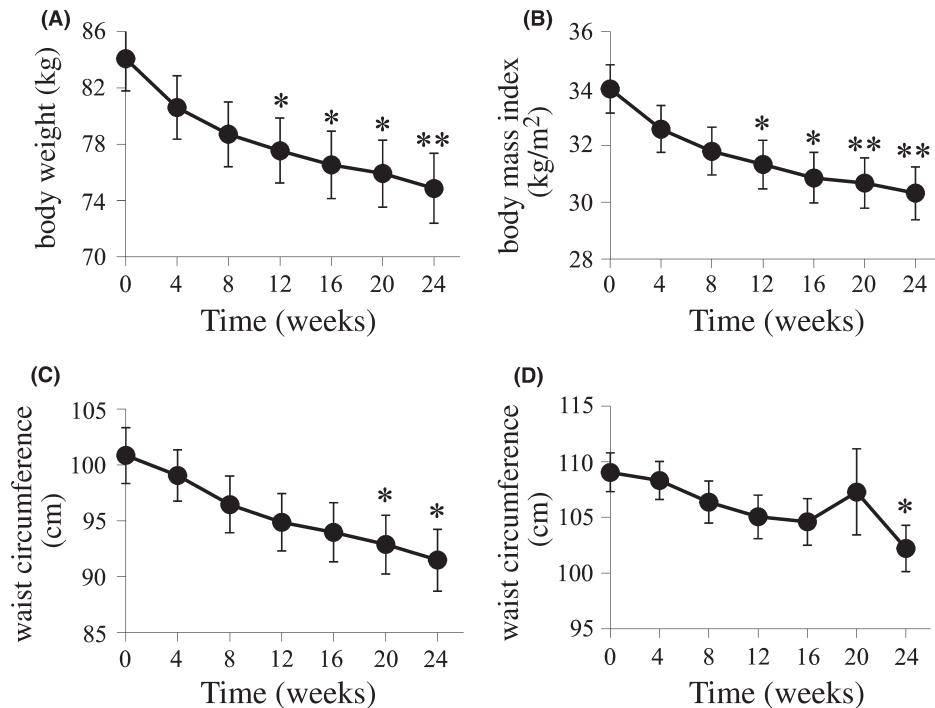 (A)
body weight (kg)
86
82
78
74
70
* * * **
0 4 8 12 16 20 24
Time (weeks)
(B)
body mass index
(kg/m²)
36
34
32
30
28
* * ** **
0 4 8 12 16 20 24
Time (weeks)
(C)
waist circumference
(cm)
105
100
95
90
85
* *
0 4 8 12 16 20 24
Time (weeks)
(D)
waist circumference
(cm)
115
110
105
100
95
*
0 4 8 12 16 20 24
Time (weeks)